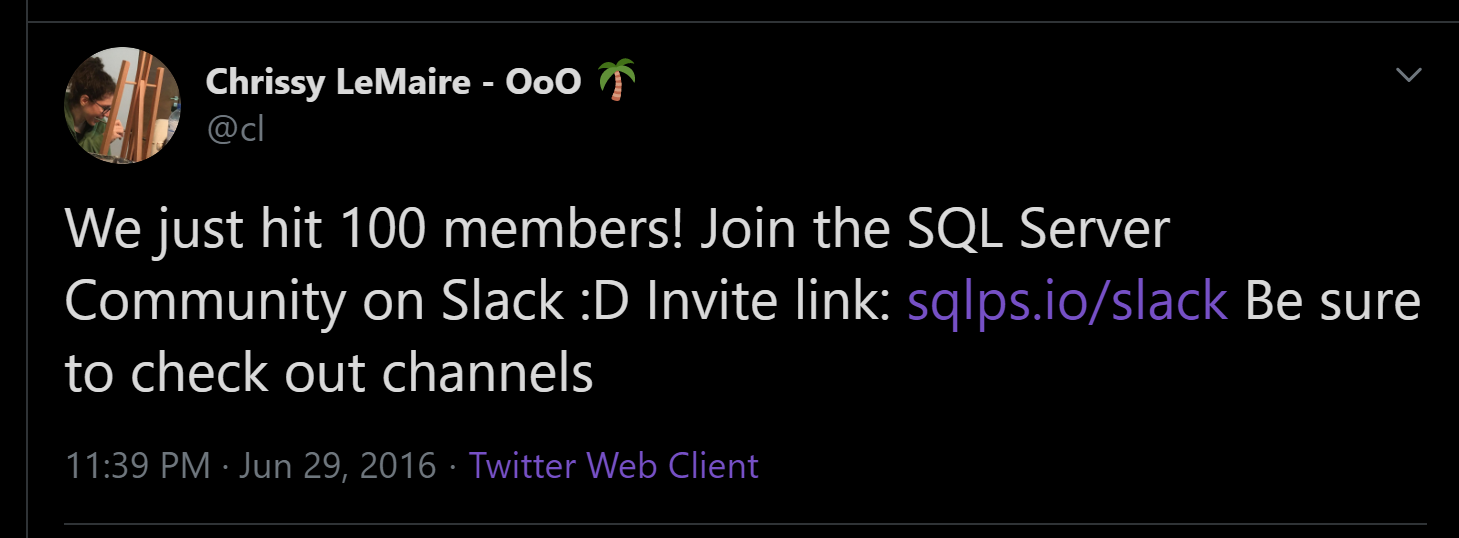 Chrissy LeMaire - OoO 🌴
@cl
We just hit 100 members! Join the SQL Server
Community on Slack :D Invite link: sqlps.io/slack Be sure
to check out channels
11:39 PM · Jun 29, 2016 · Twitter Web Client